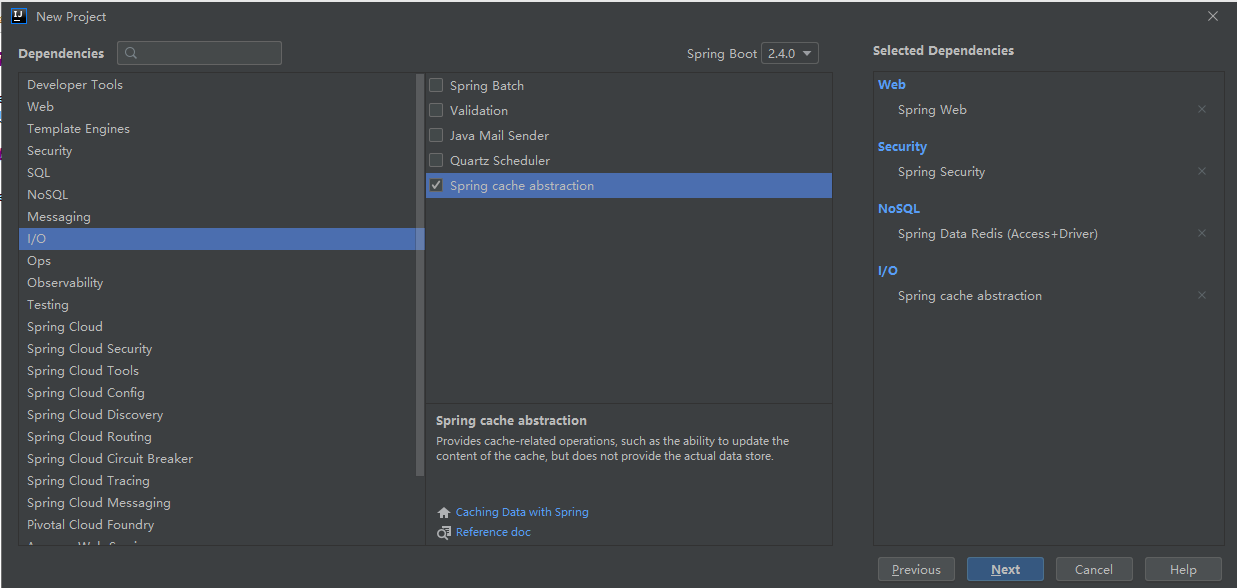 New Project
Dependencies
Spring Boot 2.4.0
Developer Tools
Web
Template Engines
Security
SQL
NoSQL
Messaging
I/O
Ops
Observability
Testing
Spring Cloud
Spring Cloud Security
Spring Cloud Tools
Spring Cloud Config
Spring Cloud Discovery
Spring Cloud Routing
Spring Cloud Circuit Breaker
Spring Cloud Tracing
Spring Cloud Messaging
Pivotal Cloud Foundry
Spring Batch
Validation
Java Mail Sender
Quartz Scheduler
Spring cache abstraction
Spring cache abstraction
Provides cache-related operations, such as the ability to update the
content of the cache, but does not provide the actual data store.
Caching Data with Spring
Reference doc
Selected Dependencies
Web
Spring Web
Security
Spring Security
NoSQL
Spring Data Redis (Access+Driver)
I/O
Spring cache abstraction
Previous
Next
Cancel
Help